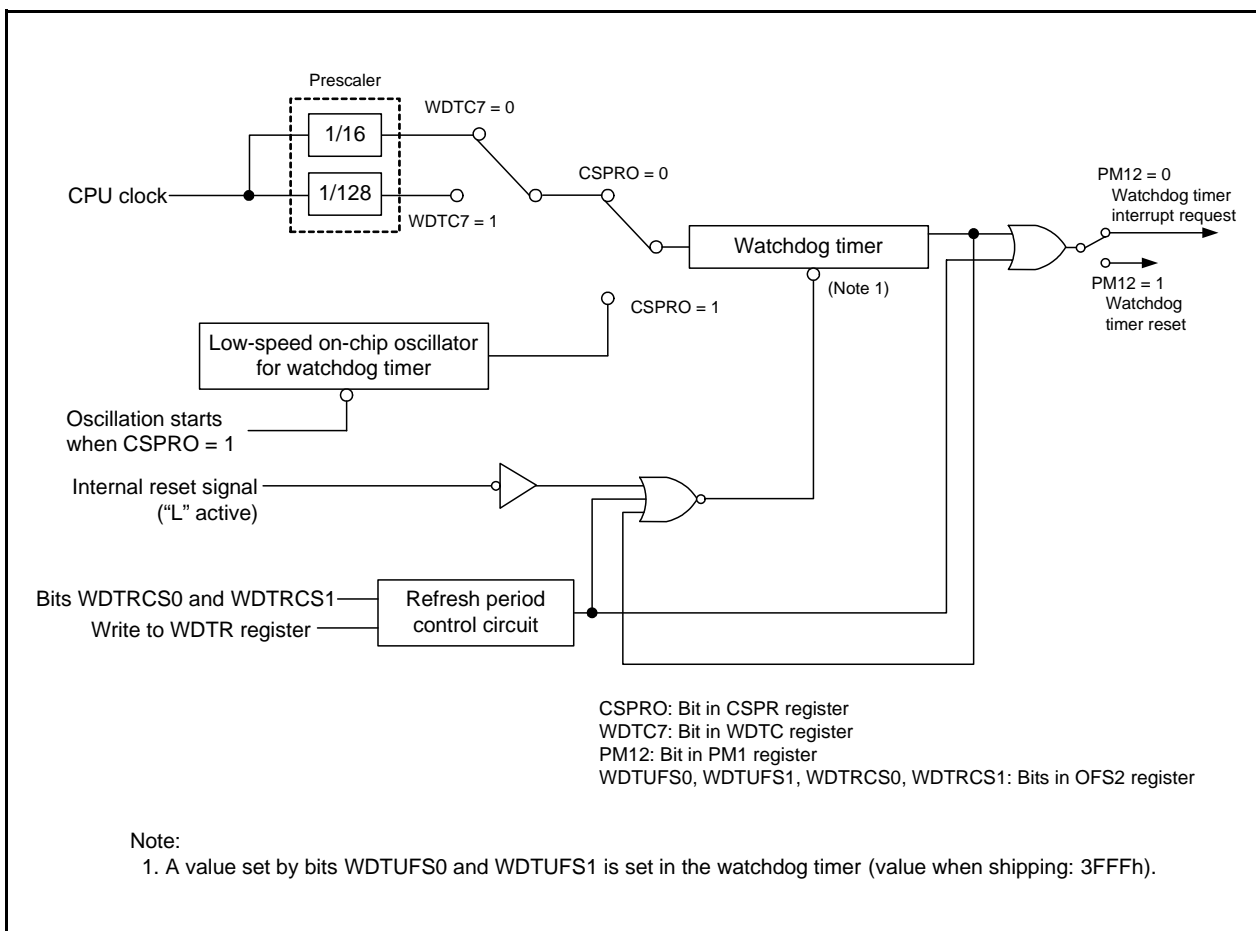 Prescaler
WDTC7 = 0
1/16
CSPRO = 0
PM12 = 0
Watchdog timer
interrupt request
CPU clock
1/128
WDTC7 = 1
Watchdog timer
(Note 1)
PM12 = 1
Watchdog
timer reset
CSPRO = 1
Low-speed on-chip oscillator
for watchdog timer
Oscillation starts
when CSPRO = 1
Internal reset signal
(“L” active)
Bits WDTRCS0 and WDTRCS1
Write to WDTR register
Refresh period
control circuit
CSPRO: Bit in CSPR register
WDTC7: Bit in WDTC register
PM12: Bit in PM1 register
WDTUFS0, WDTUFS1, WDTRCS0, WDTRCS1: Bits in OFS2 register
Note:
1. A value set by bits WDTUFS0 and WDTUFS1 is set in the watchdog timer (value when shipping: 3FFFh).